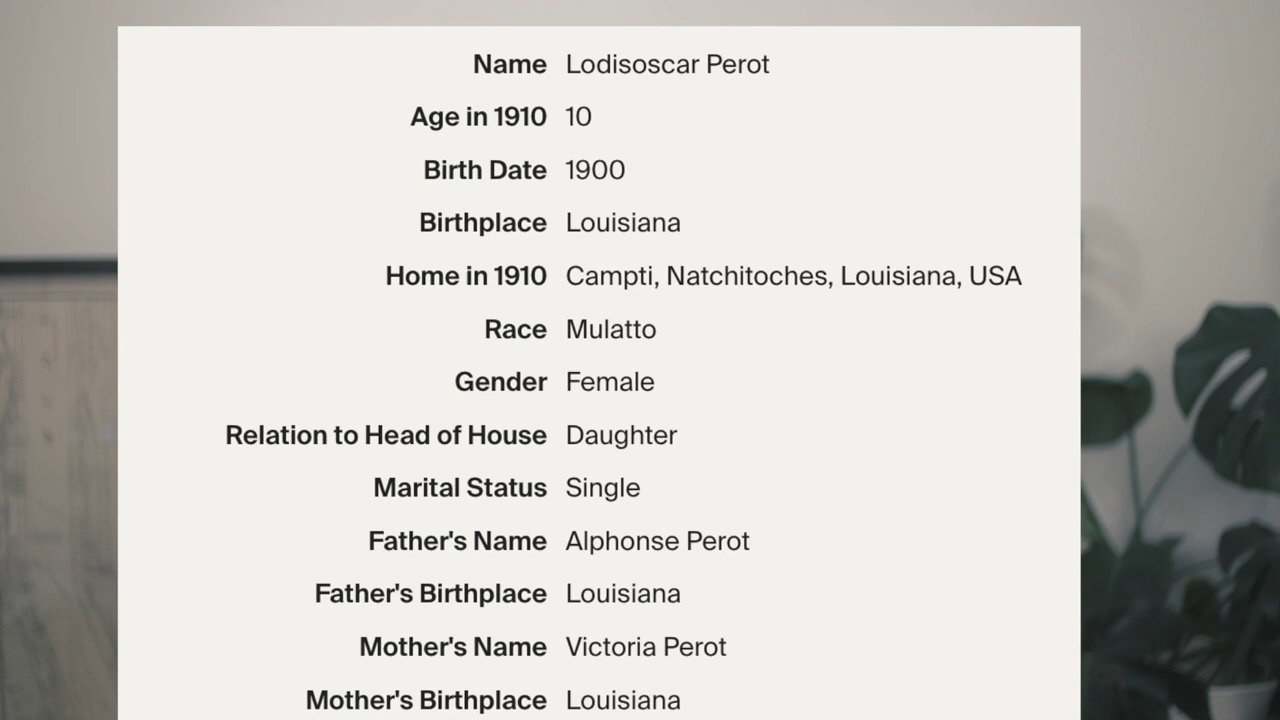 Name Lodisoscar Perot
Age in 1910 10
Birth Date 1900
Birthplace Louisiana
Home in 1910 Campti, Natchitoches, Louisiana, USA
Race Mulatto
Gender Female
Relation to Head of House Daughter
Marital Status Single
Father's Name Alphonse Perot
Father's Birthplace Louisiana
Mother's Name Victoria Perot
Mother's Birthplace Louisiana